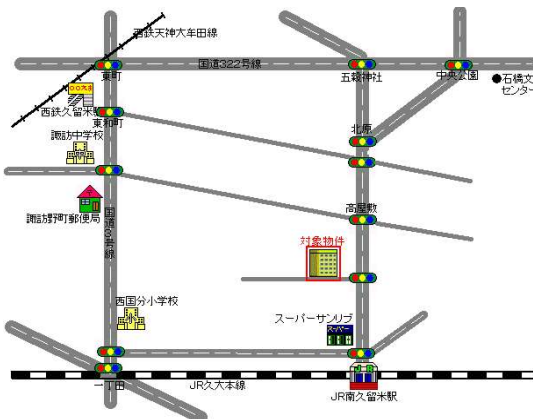 西鉄天神大牟田線
国道322号線
東町
五穀神社
中央公園
●石橋文
センター
西鉄久留米駅
東和町
北原
諏訪中学校
高屋敷
諏訪野町郵便局
国道3号線
対象物件
西国分小学校
スーパーサンリブ
スーパー
一丁田
JR久大本線
JR南久留米駅